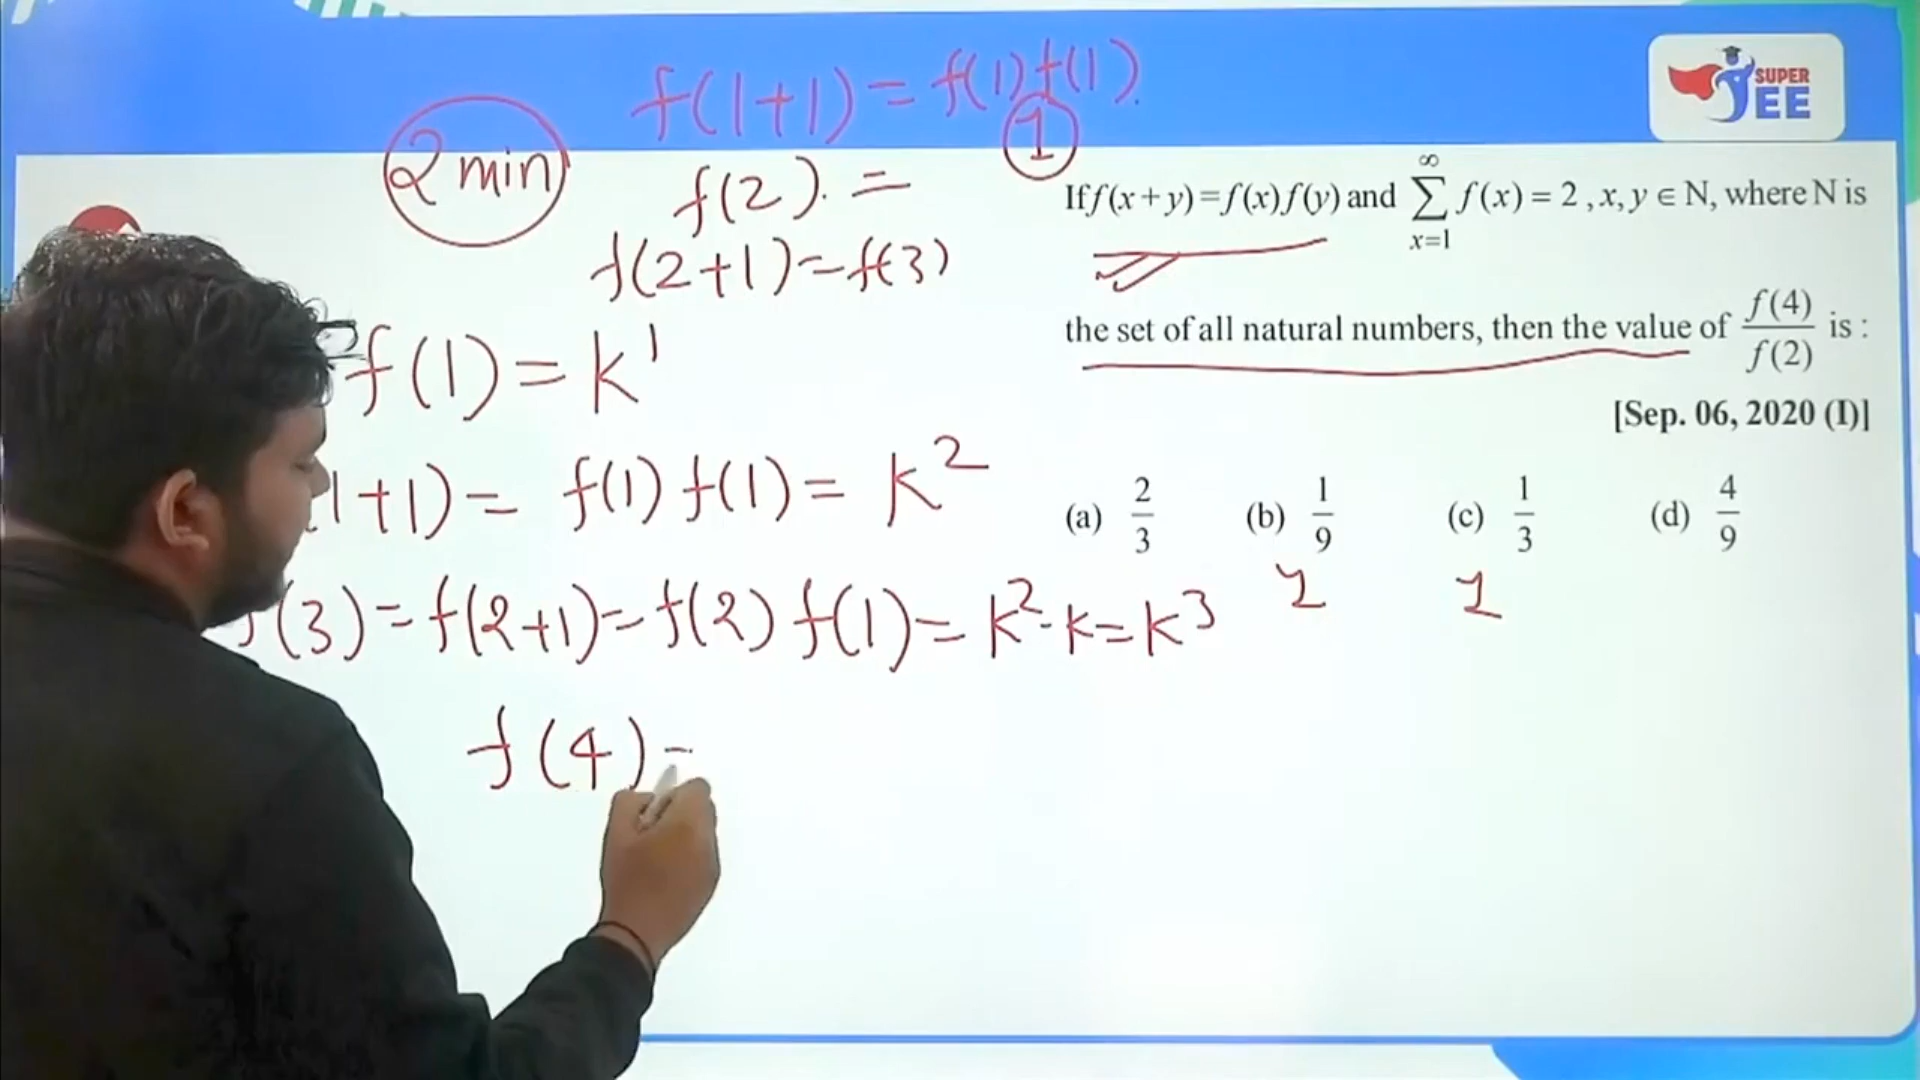 f(1+1) = f(1) f(1).
2 min
f(2). =
f(2+1) = f(3)
f(1) = k¹
1+1) = f(1) f(1) = k²
(3) = f(2+1) = f(2) f(1) = k² · k = k³
f(4) =
SUPER
JEE
1
If f(x + y) = f(x) f(y) and ∑_{x=1}^{∞} f(x) = 2 , x, y ∈ N, where N is
the set of all natural numbers, then the value of f(4)/f(2) is :
[Sep. 06, 2020 (I)]
(a) 2/3 (b) 1/9 (c) 1/3 (d) 4/9